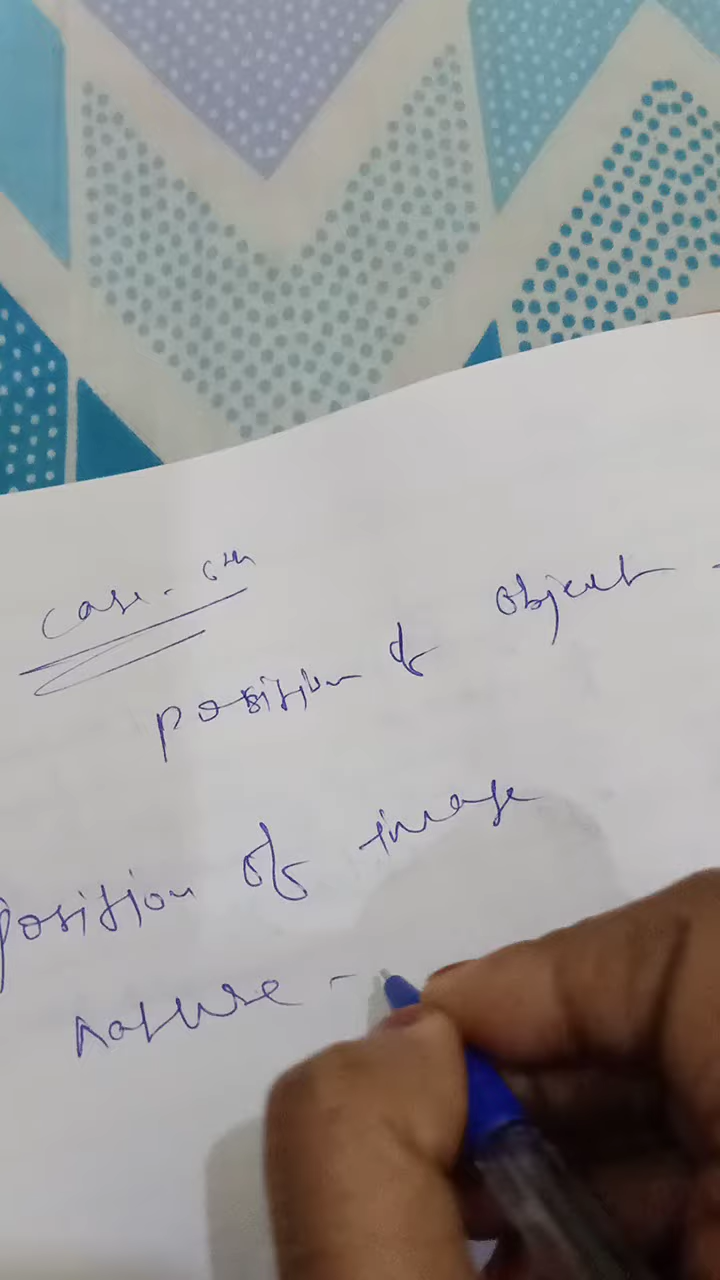 Case - 6th
position of object -
position of image
nature -